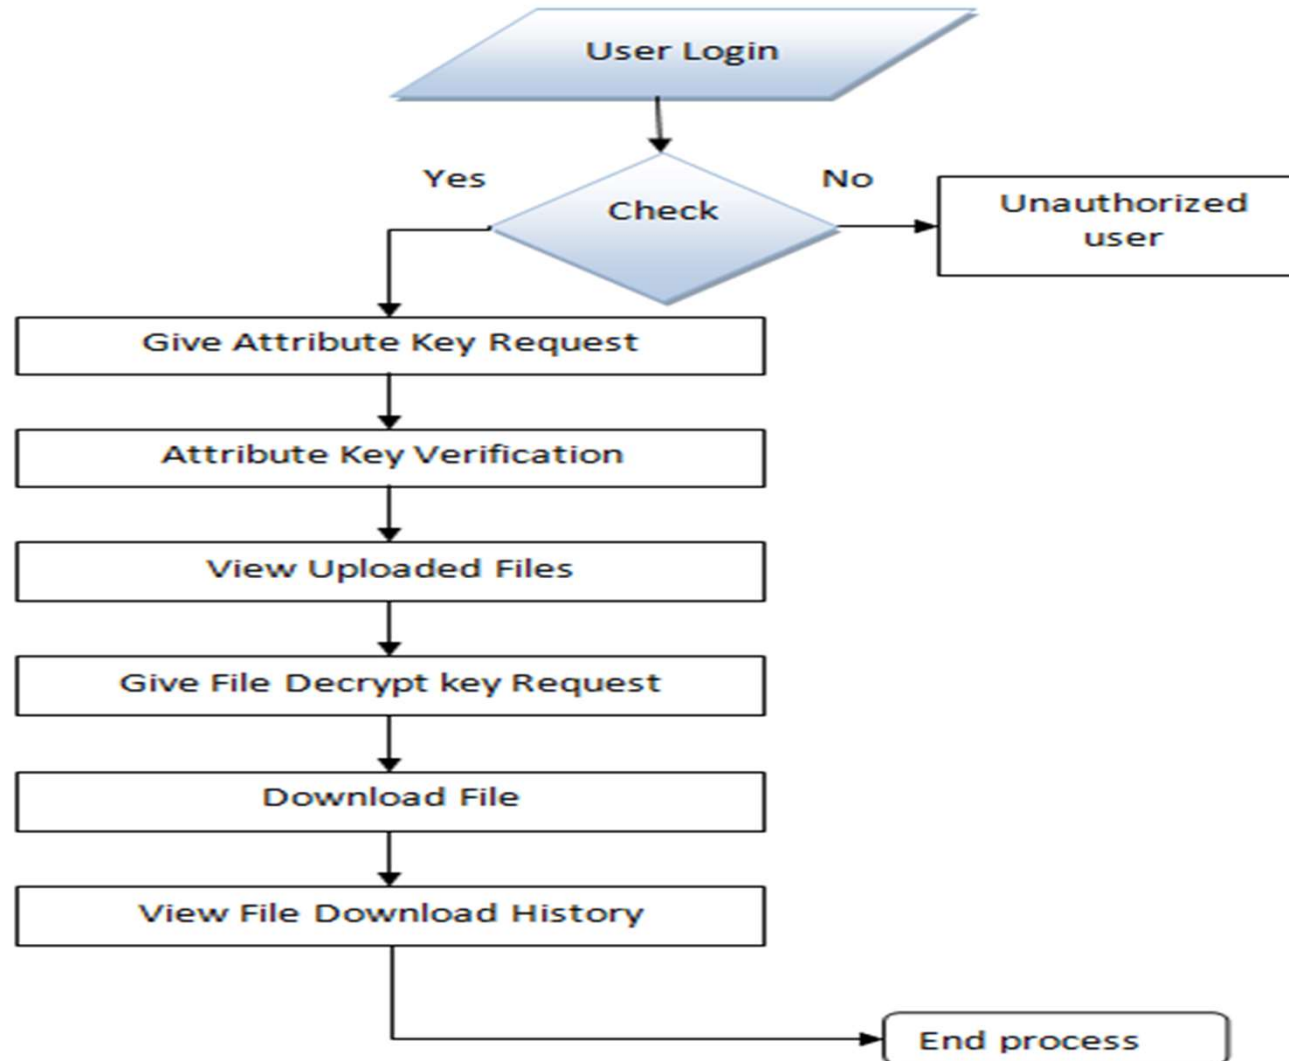 User Login
Yes
No
Check
Unauthorized
user
Give Attribute Key Request
Attribute Key Verification
View Uploaded Files
Give File Decrypt key Request
Download File
View File Download History
End process